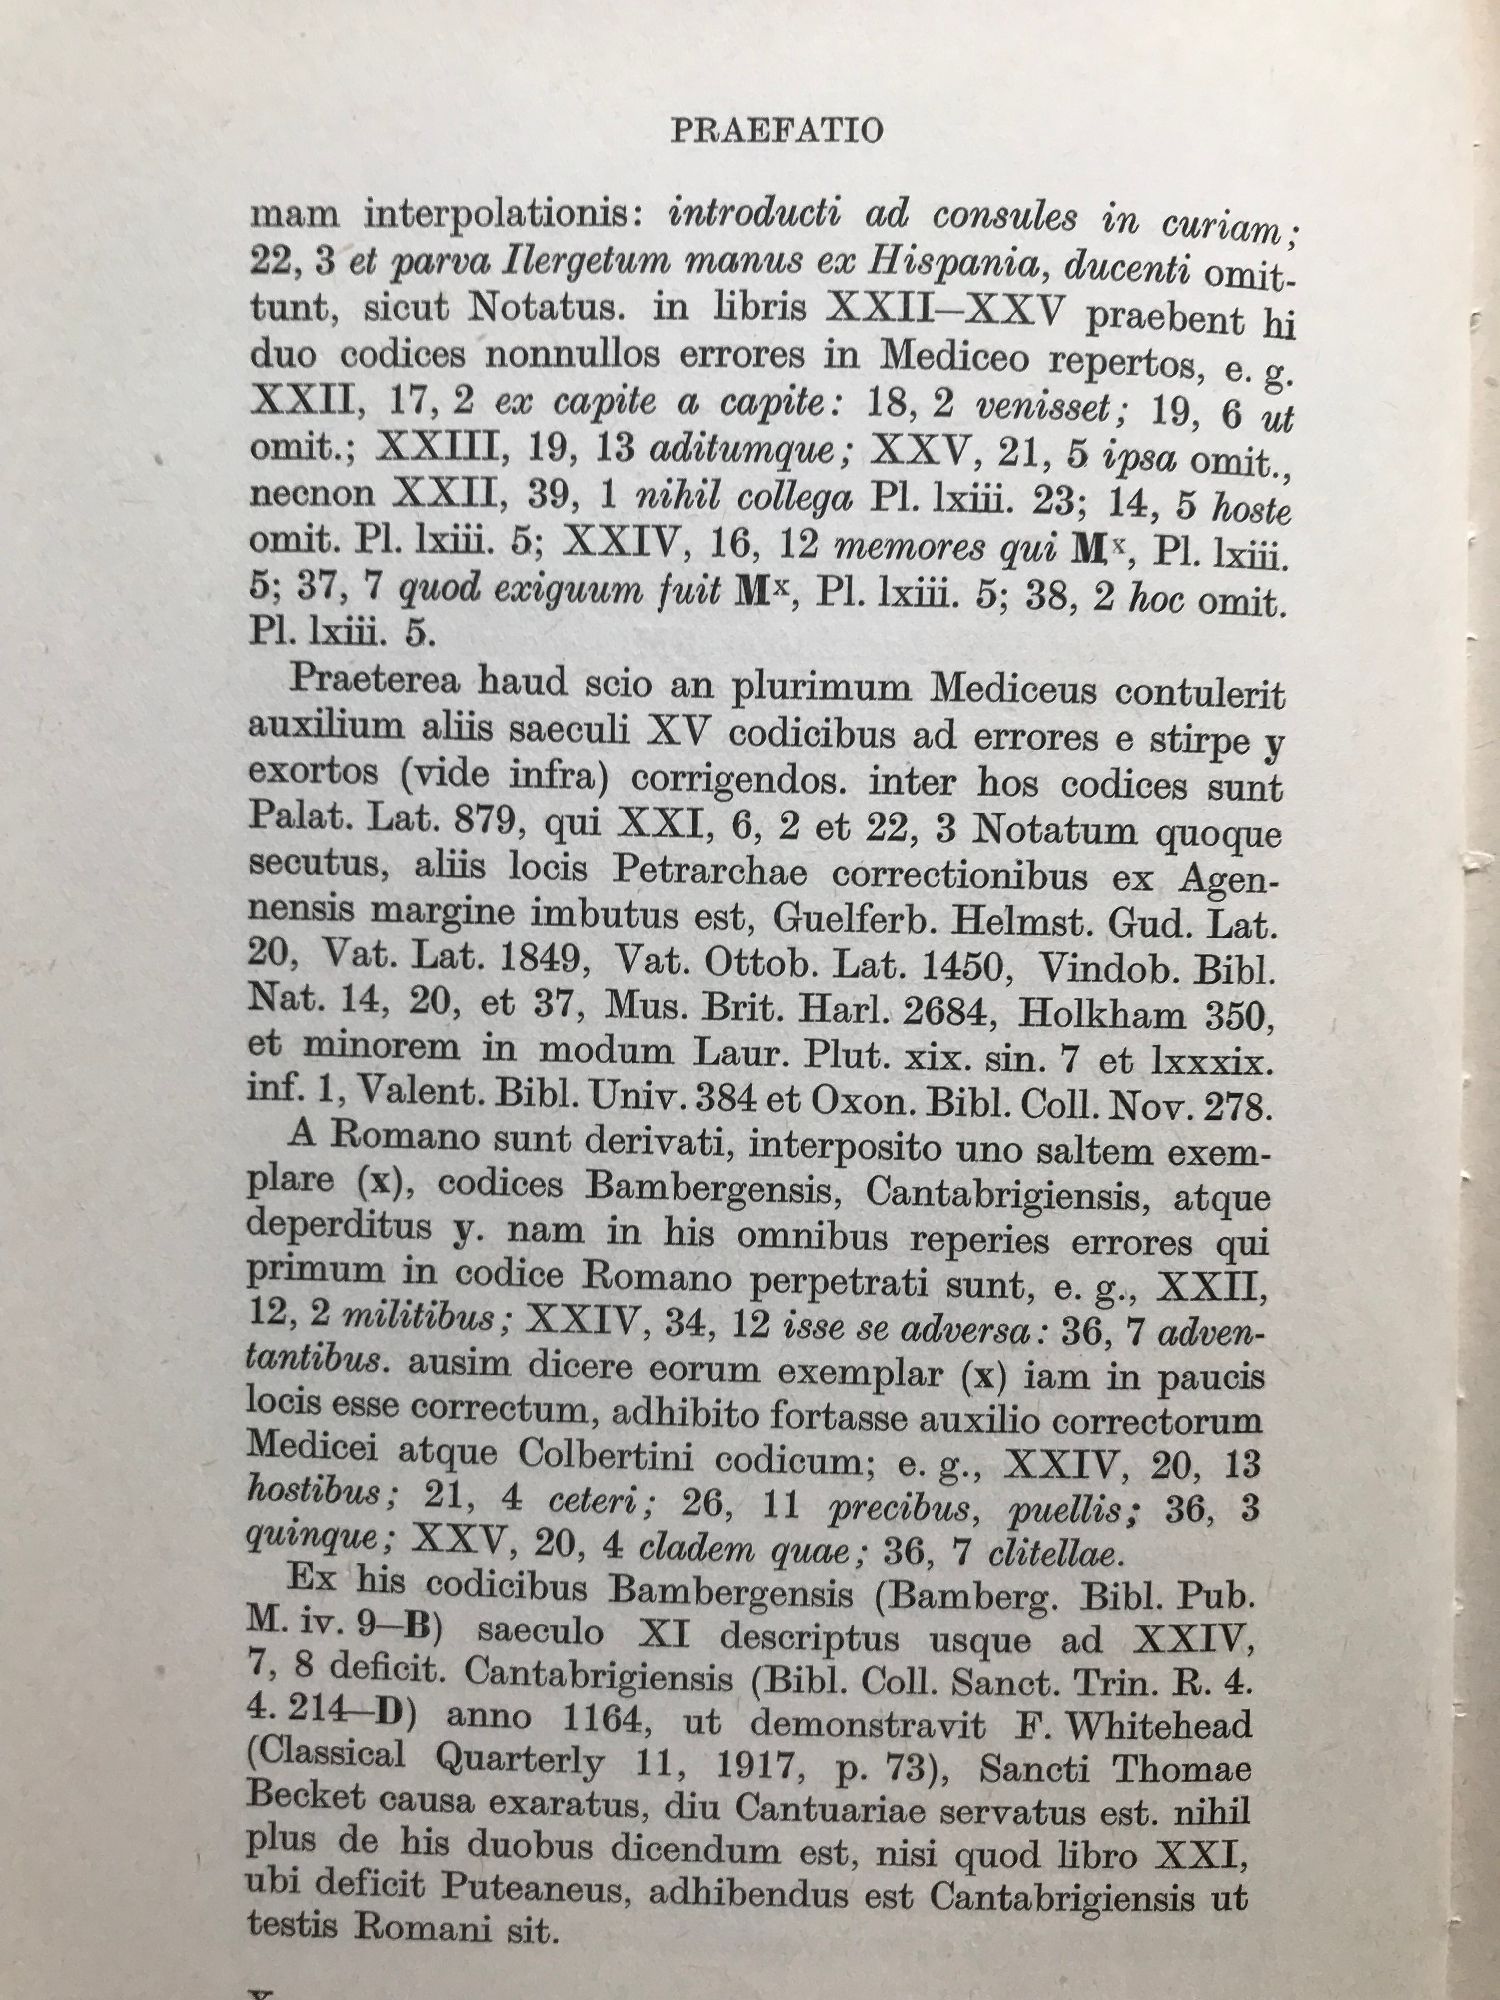 PRAEFATIO
mam interpolationis: introducti ad consules in curiam;
22, 3 et parva Ilergetum manus ex Hispania, ducenti omit-
tunt, sicut Notatus. in libris XXII—XXV praebent hi
duo codices nonnullos errores in Mediceo repertos, e. g.
XXII, 17, 2 ex capite a capite: 18, 2 venisset; 19, 6 ut
omit.; XXIII, 19, 13 aditumque; XXV, 21, 5 ipsa omit.,
necnon XXII, 39, 1 nihil collega Pl. lxiii. 23; 14, 5 hoste
omit. Pl. lxiii. 5; XXIV, 16, 12 memores qui Mˣ, Pl. lxiii.
5; 37, 7 quod exiguum fuit Mˣ, Pl. lxiii. 5; 38, 2 hoc omit.
Pl. lxiii. 5.
Praeterea haud scio an plurimum Mediceus contulerit
auxilium aliis saeculi XV codicibus ad errores e stirpe y
exortos (vide infra) corrigendos. inter hos codices sunt
Palat. Lat. 879, qui XXI, 6, 2 et 22, 3 Notatum quoque
secutus, aliis locis Petrarchae correctionibus ex Agen-
nensis margine imbutus est, Guelferb. Helmst. Gud. Lat.
20, Vat. Lat. 1849, Vat. Ottob. Lat. 1450, Vindob. Bibl.
Nat. 14, 20, et 37, Mus. Brit. Harl. 2684, Holkham 350,
et minorem in modum Laur. Plut. xix. sin. 7 et lxxxix.
inf. 1, Valent. Bibl. Univ. 384 et Oxon. Bibl. Coll. Nov. 278.
A Romano sunt derivati, interposito uno saltem exem-
plare (x), codices Bambergensis, Cantabrigiensis, atque
deperditus y. nam in his omnibus reperies errores qui
primum in codice Romano perpetrati sunt, e. g., XXII,
12, 2 militibus; XXIV, 34, 12 isse se adversa: 36, 7 adven-
tantibus. ausim dicere eorum exemplar (x) iam in paucis
locis esse correctum, adhibito fortasse auxilio correctorum
Medicei atque Colbertini codicum; e. g., XXIV, 20, 13
hostibus; 21, 4 ceteri; 26, 11 precibus, puellis; 36, 3
quinque; XXV, 20, 4 cladem quae; 36, 7 clitellae.
Ex his codicibus Bambergensis (Bamberg. Bibl. Pub.
M. iv. 9—B) saeculo XI descriptus usque ad XXIV,
7, 8 deficit. Cantabrigiensis (Bibl. Coll. Sanct. Trin. R. 4.
4. 214—D) anno 1164, ut demonstravit F. Whitehead
(Classical Quarterly 11, 1917, p. 73), Sancti Thomae
Becket causa exaratus, diu Cantuariae servatus est. nihil
plus de his duobus dicendum est, nisi quod libro XXI,
ubi deficit Puteaneus, adhibendus est Cantabrigiensis ut
testis Romani sit.
x